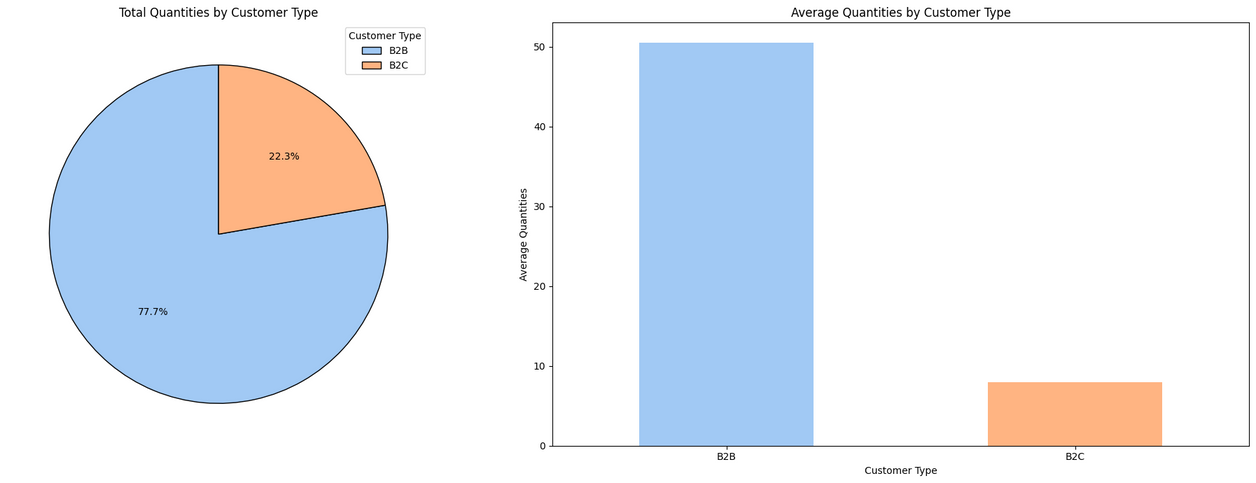 Total Quantities by Customer Type
Customer Type
B2B
B2C
22.3%
77.7%
Average Quantities by Customer Type
Average Quantities
50
40
30
20
10
0
B2B
B2C
Customer Type